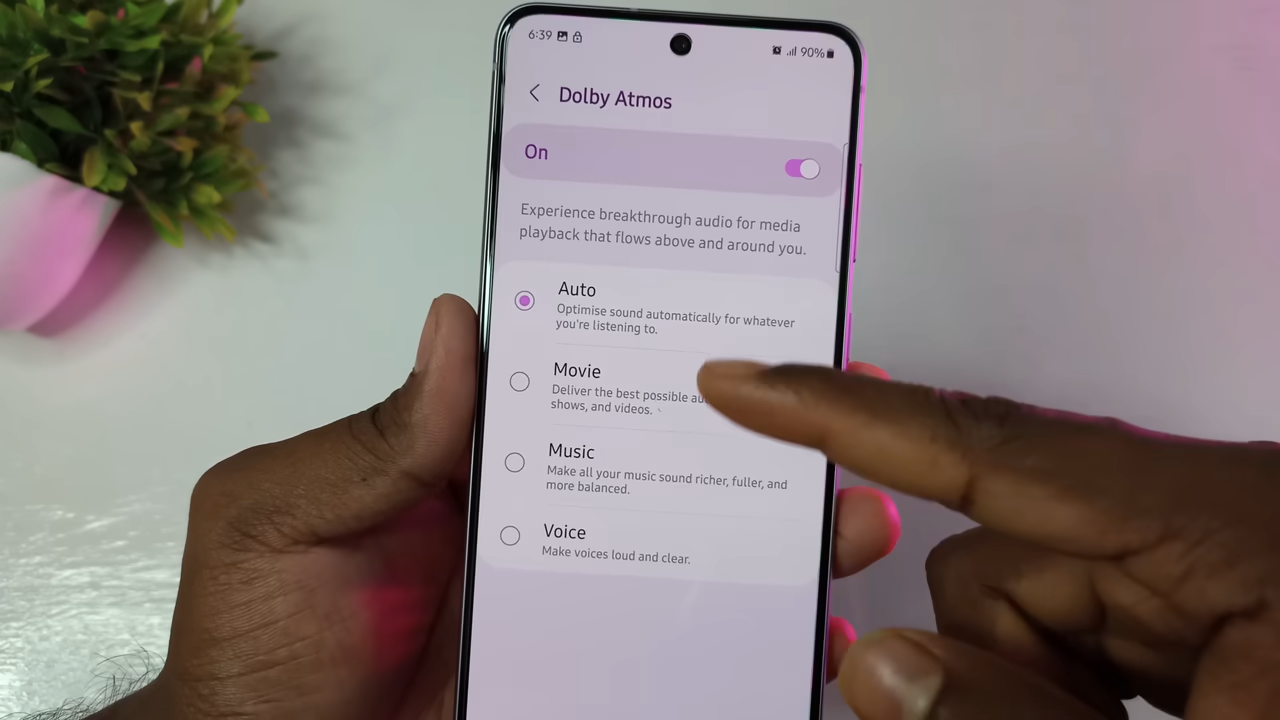 6:39
90%
Dolby Atmos
On
Experience breakthrough audio for media
playback that flows above and around you.
Auto
Optimise sound automatically for whatever
you're listening to.
Movie
Deliver the best possible
shows, and videos.
Music
Make all your music sound richer, fuller, and
more balanced.
Voice
Make voices loud and clear.